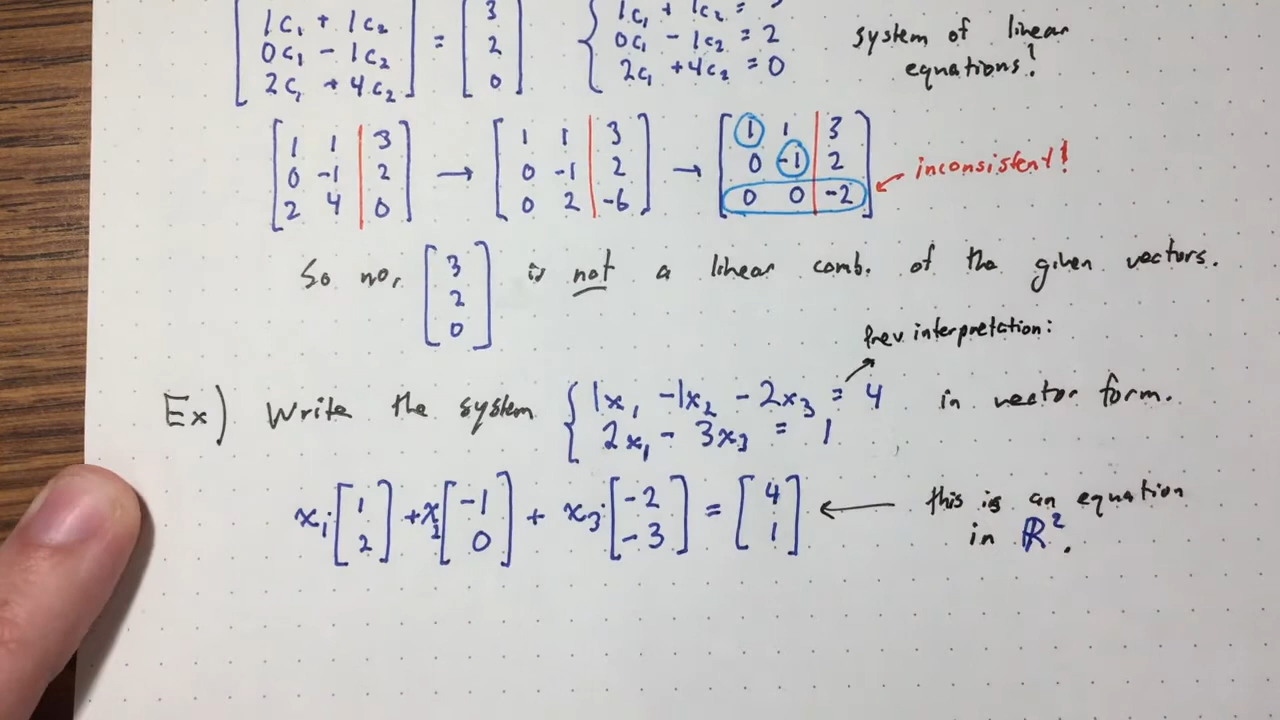 [ 1c₁ + 1c₂ ] = [ 3 ] { 1c₁ + 1c₂ =
[ 0c₁ - 1c₂ ] [ 2 ] { 0c₁ - 1c₂ = 2 system of linear
[ 2c₁ + 4c₂ ] [ 0 ] { 2c₁ + 4c₂ = 0 equations!
[ 1 1 | 3 ] → [ 1 1 | 3 ] → [ 1 1 | 3 ]
[ 0 -1 | 2 ] [ 0 -1 | 2 ] [ 0 -1 | 2 ] ← inconsistent!
[ 2 4 | 0 ] [ 0 2 | -6 ] [ 0 0 | -2 ]
So no, [ 3 2 0 ] is not a linear comb. of the given vectors.
Prev. interpretation:
Ex) Write the system { 1x₁ - 1x₂ - 2x₃ = 4 in vector form.
{ 2x₁ - 3x₃ = 1
x₁ [ 1 ] + x₂ [ -1 ] + x₃ [ -2 ] = [ 4 ] ← this is an equation
[ 2 ] [ 0 ] [ -3 ] [ 1 ] in ℝ².